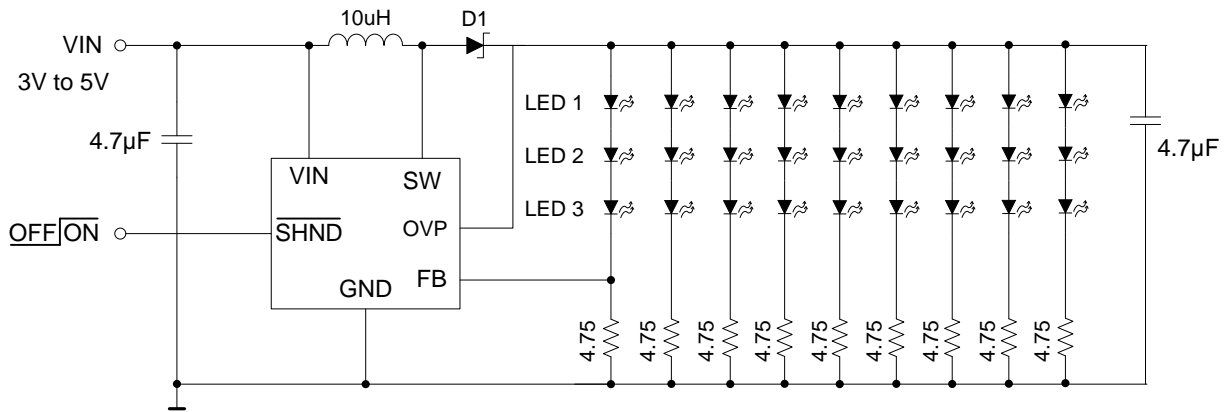 10uH
D1
VIN
3V to 5V
LED 1
4.7µF
4.7µF
LED 2
VIN
SW
LED 3
OFF ON
SHND
OVP
FB
GND
4.75
4.75
4.75
4.75
4.75
4.75
4.75
4.75
4.75